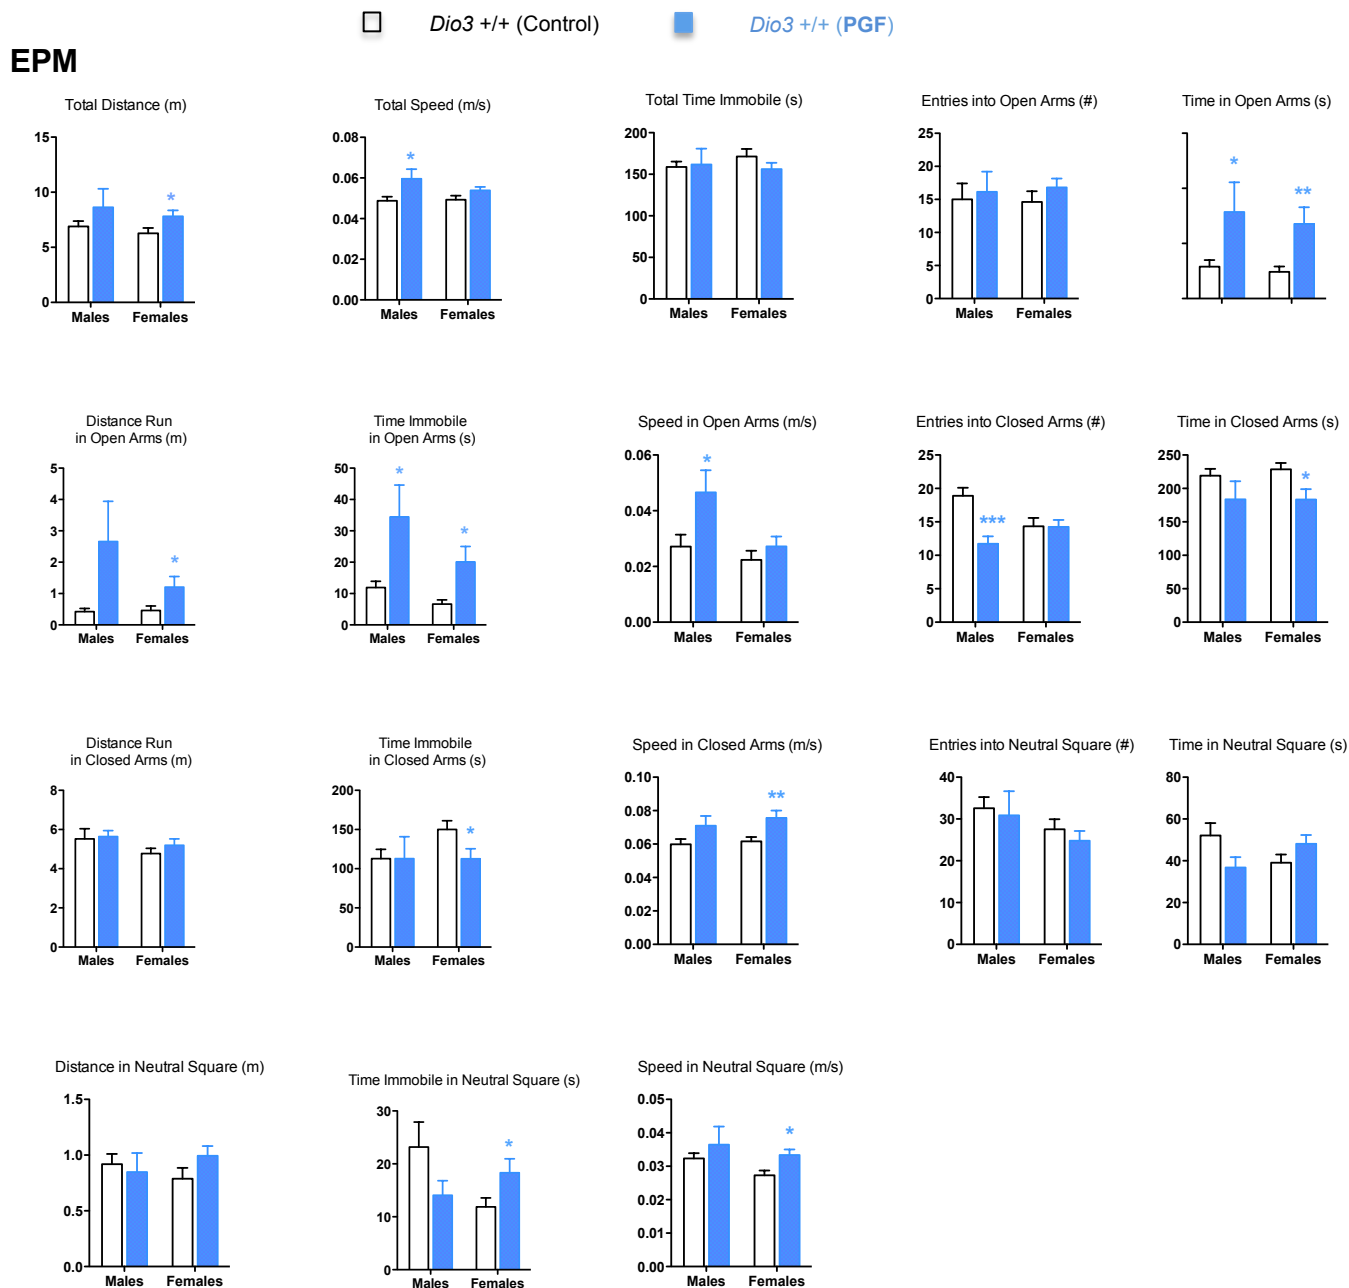 Dio3 +/+ (Control)
Dio3 +/+ (PGF)
EPM
Total Distance (m)
15
10
5
0
Males
Females
*
Total Speed (m/s)
0.08
0.06
0.04
0.02
0.00
Males
Females
*
Total Time Immobile (s)
200
150
100
50
0
Males
Females
Entries into Open Arms (#)
25
20
15
10
5
0
Males
Females
Time in Open Arms (s)
*
**
Distance Run
in Open Arms (m)
5
4
3
2
1
0
Males
Females
*
Time Immobile
in Open Arms (s)
50
40
30
20
10
0
Males
Females
*
*
Speed in Open Arms (m/s)
0.06
0.04
0.02
0.00
Males
Females
*
Entries into Closed Arms (#)
25
20
15
10
5
0
Males
Females
***
Time in Closed Arms (s)
250
200
150
100
50
0
Males
Females
*
Distance Run
in Closed Arms (m)
8
6
4
2
0
Males
Females
Time Immobile
in Closed Arms (s)
200
150
100
50
0
Males
Females
*
Speed in Closed Arms (m/s)
0.10
0.08
0.06
0.04
0.02
0.00
Males
Females
**
Entries into Neutral Square (#)
40
30
20
10
0
Males
Females
Time in Neutral Square (s)
80
60
40
20
0
Males
Females
Distance in Neutral Square (m)
1.5
1.0
0.5
0.0
Males
Females
Time Immobile in Neutral Square (s)
30
20
10
0
Males
Females
*
Speed in Neutral Square (m/s)
0.05
0.04
0.03
0.02
0.01
0.00
Males
Females
*